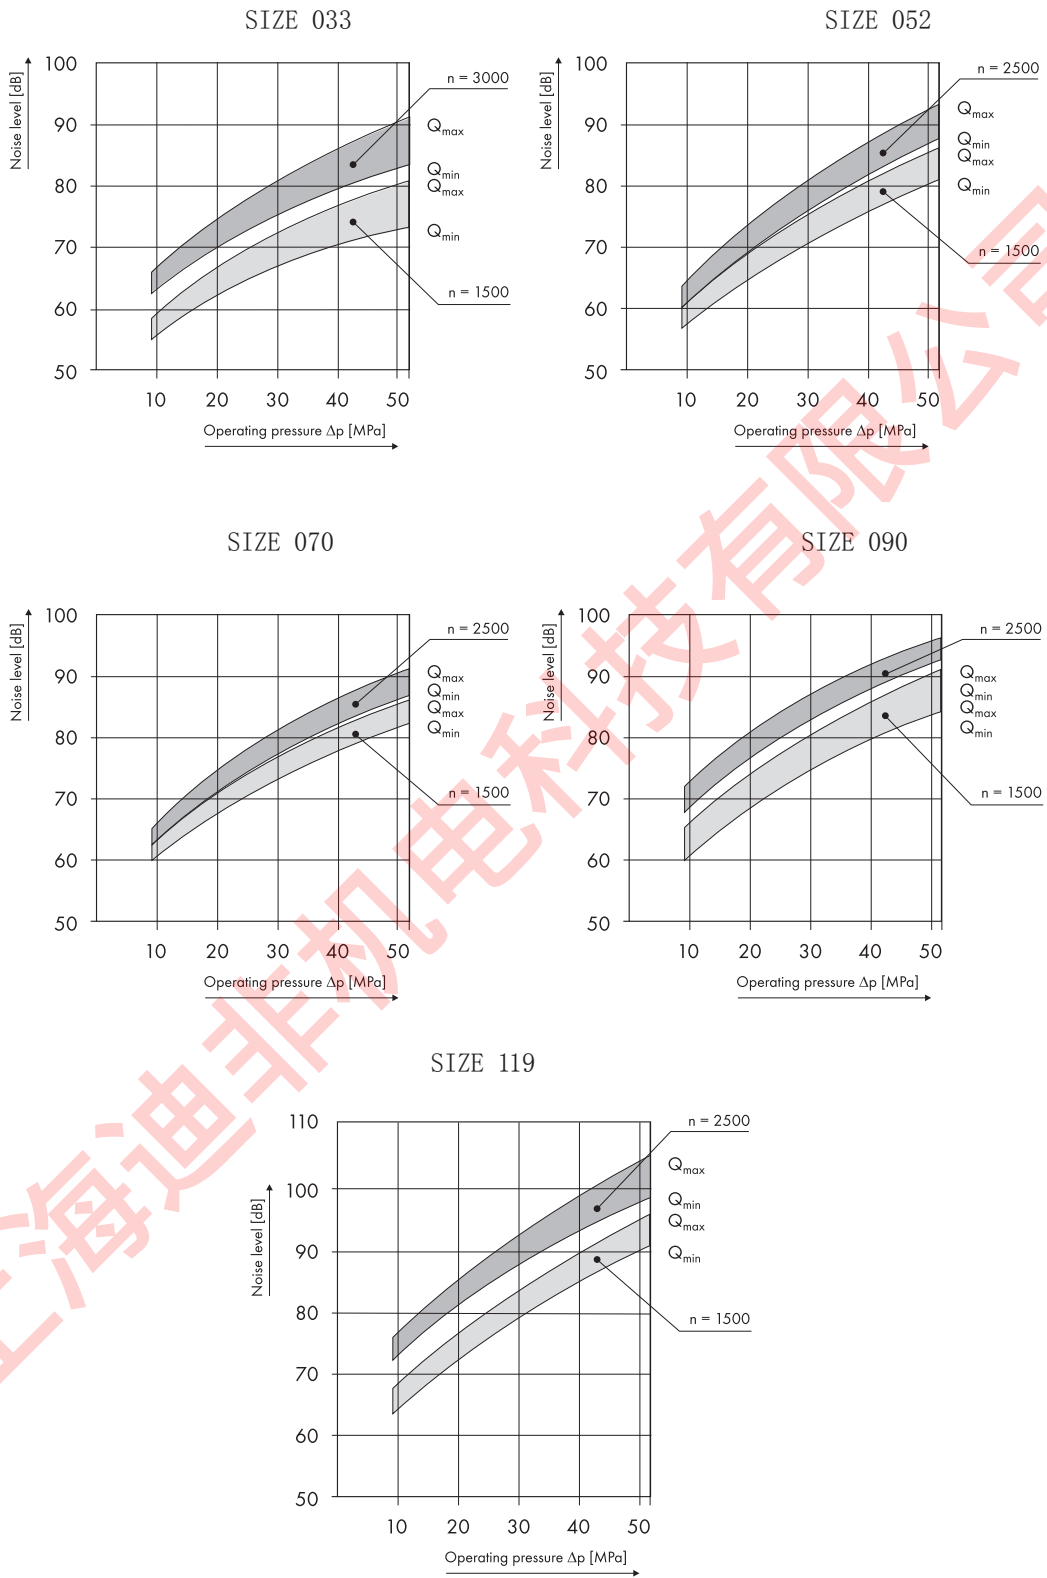 SIZE 033
SIZE 052
Noise level [dB]
100
90
80
70
60
50
10 20 30 40 50
Operating pressure Δp [MPa]
n = 3000
Qmax
Qmin
Qmax
Qmin
n = 1500
Noise level [dB]
100
90
80
70
60
50
10 20 30 40 50
Operating pressure Δp [MPa]
n = 2500
Qmax
Qmin
Qmax
Qmin
n = 1500
SIZE 070
SIZE 090
Noise level [dB]
100
90
80
70
60
50
10 20 30 40 50
Operating pressure Δp [MPa]
n = 2500
Qmax
Qmin
Qmax
Qmin
n = 1500
Noise level [dB]
100
90
80
70
60
50
10 20 30 40 50
Operating pressure Δp [MPa]
n = 2500
Qmax
Qmin
Qmax
Qmin
n = 1500
SIZE 119
Noise level [dB]
110
100
90
80
70
60
50
10 20 30 40 50
Operating pressure Δp [MPa]
n = 2500
Qmax
Qmin
Qmax
Qmin
n = 1500
上海迪非机电科技有限公司